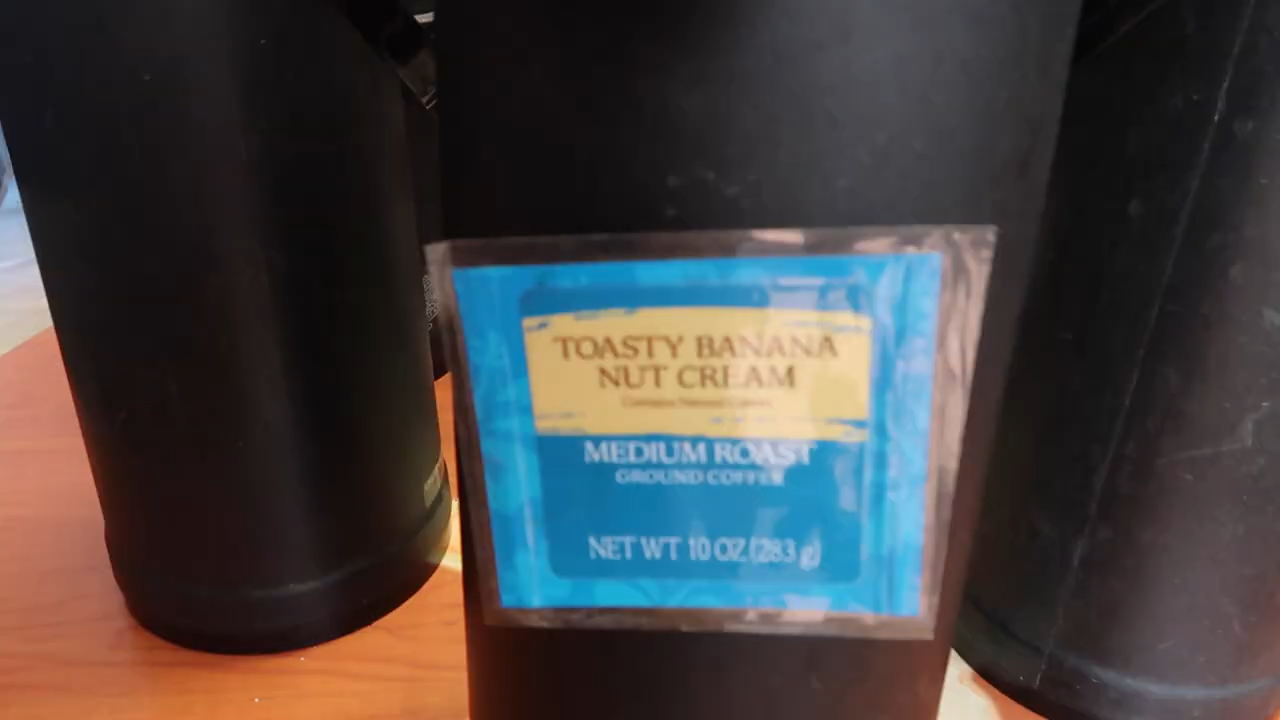 TOASTY BANANA
NUT CREAM
MEDIUM ROAST
GROUND COFFEE
NET WT 10 OZ (283 g)